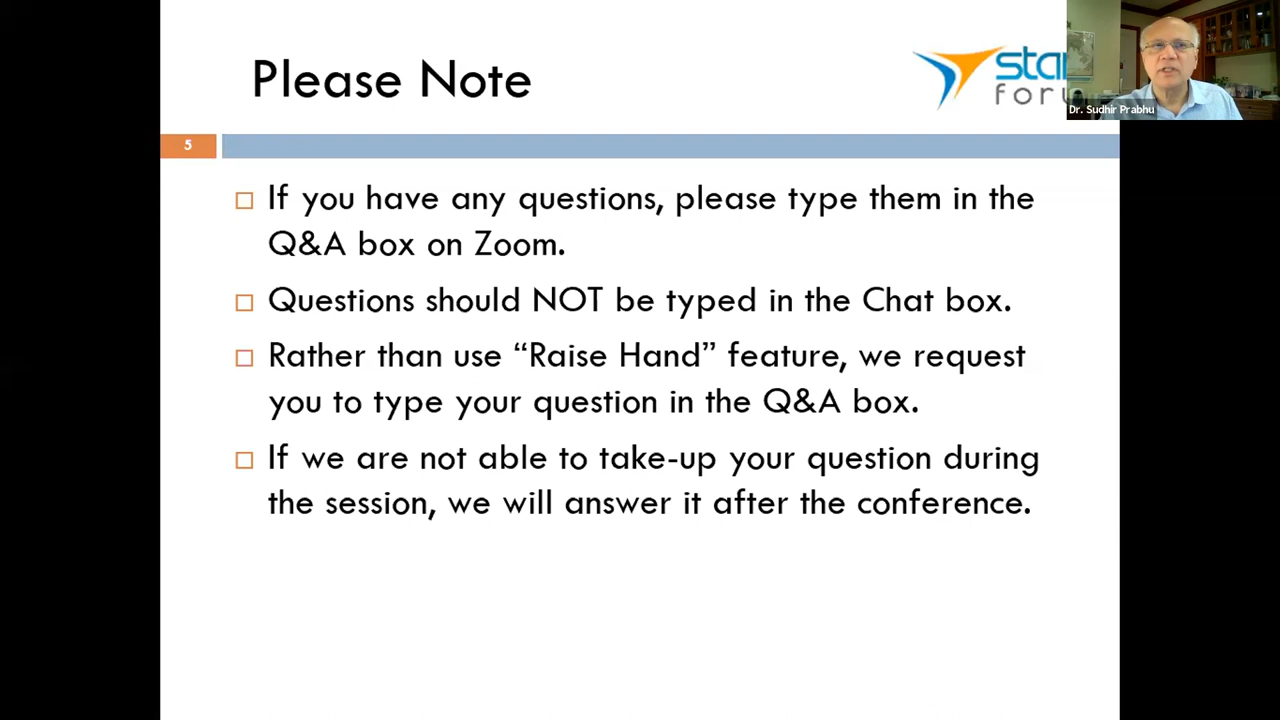 Please Note
Dr. Sudhir Prabhu
5
If you have any questions, please type them in the
Q&A box on Zoom.
Questions should NOT be typed in the Chat box.
Rather than use “Raise Hand” feature, we request
you to type your question in the Q&A box.
If we are not able to take-up your question during
the session, we will answer it after the conference.